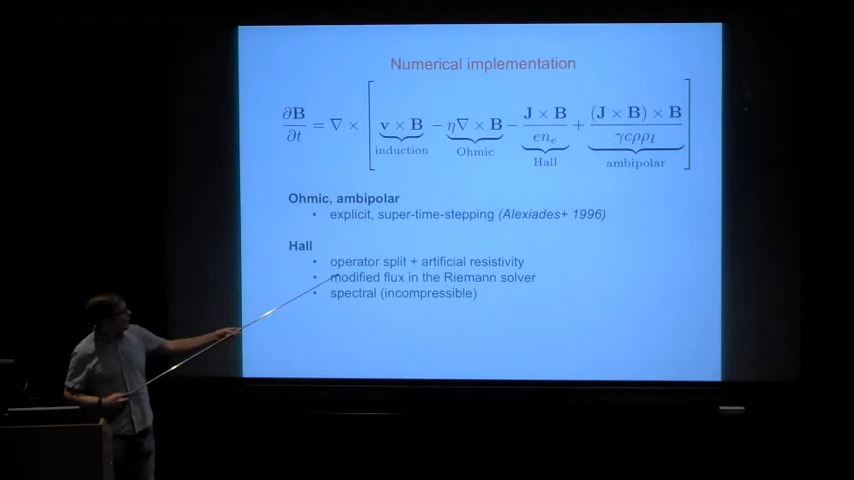 Numerical implementation
∂B/∂t = ∇ × [ v × B − η∇ × B − J × B/en_e + (J × B) × B/γcρρ_I ]
induction Ohmic Hall ambipolar
Ohmic, ambipolar
• explicit, super-time-stepping (Alexiades+ 1996)
Hall
• operator split + artificial resistivity
• modified flux in the Riemann solver
• spectral (incompressible)